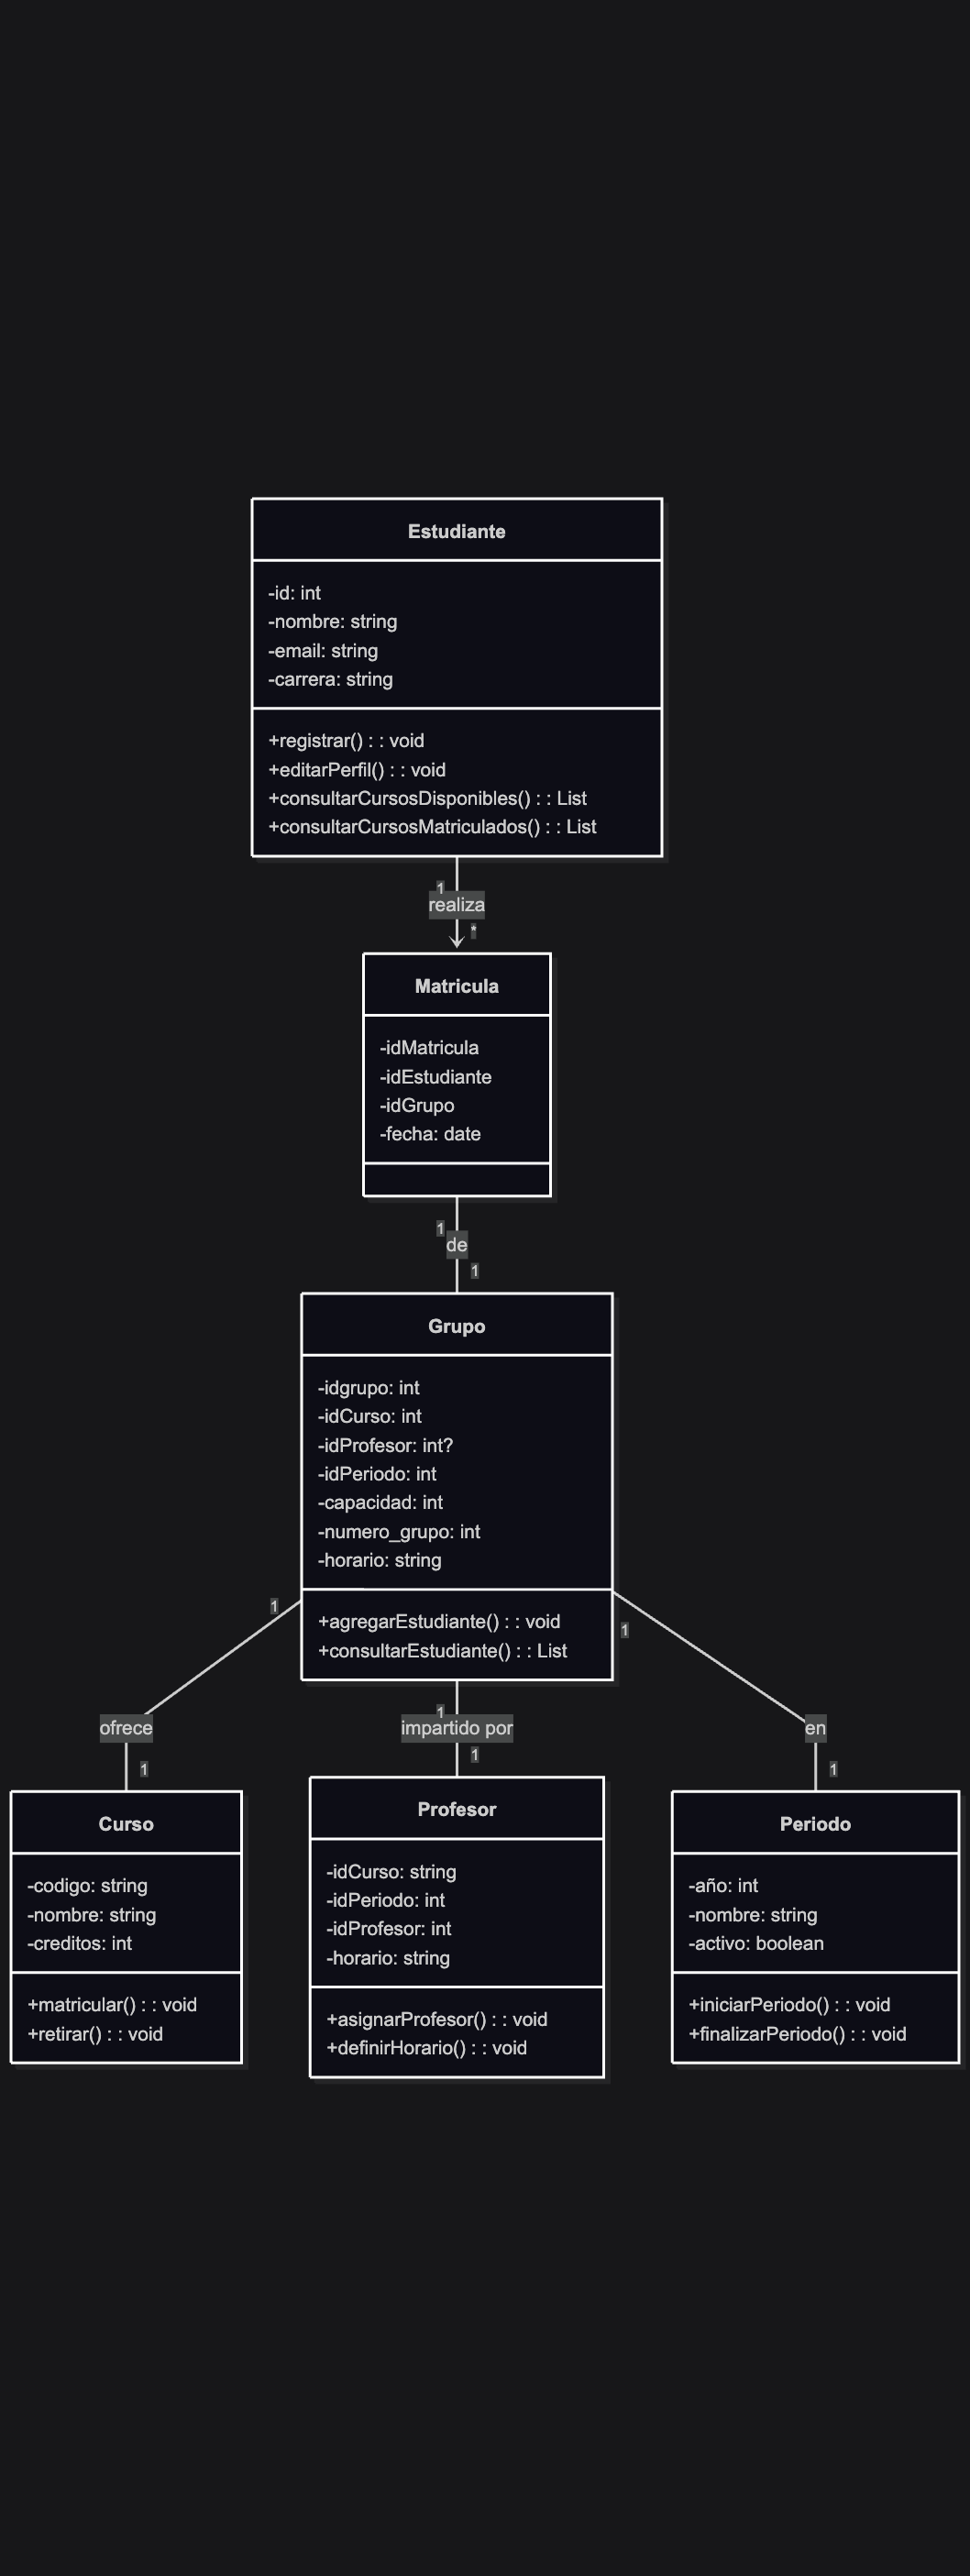 Estudiante
-id: int
-nombre: string
-email: string
-carrera: string
+registrar() : : void
+editarPerfil() : : void
+consultarCursosDisponibles() : : List
+consultarCursosMatriculados() : : List
1
realiza
*
Matricula
-idMatricula
-idEstudiante
-idGrupo
-fecha: date
1
de
1
Grupo
-idgrupo: int
-idCurso: int
-idProfesor: int?
-idPeriodo: int
-capacidad: int
-numero_grupo: int
-horario: string
+agregarEstudiante() : : void
+consultarEstudiante() : : List
1
ofrece
1
1
impartido por
1
1
en
1
Curso
-codigo: string
-nombre: string
-creditos: int
+matricular() : : void
+retirar() : : void
Profesor
-idCurso: string
-idPeriodo: int
-idProfesor: int
-horario: string
+asignarProfesor() : : void
+definirHorario() : : void
Periodo
-año: int
-nombre: string
-activo: boolean
+iniciarPeriodo() : : void
+finalizarPeriodo() : : void